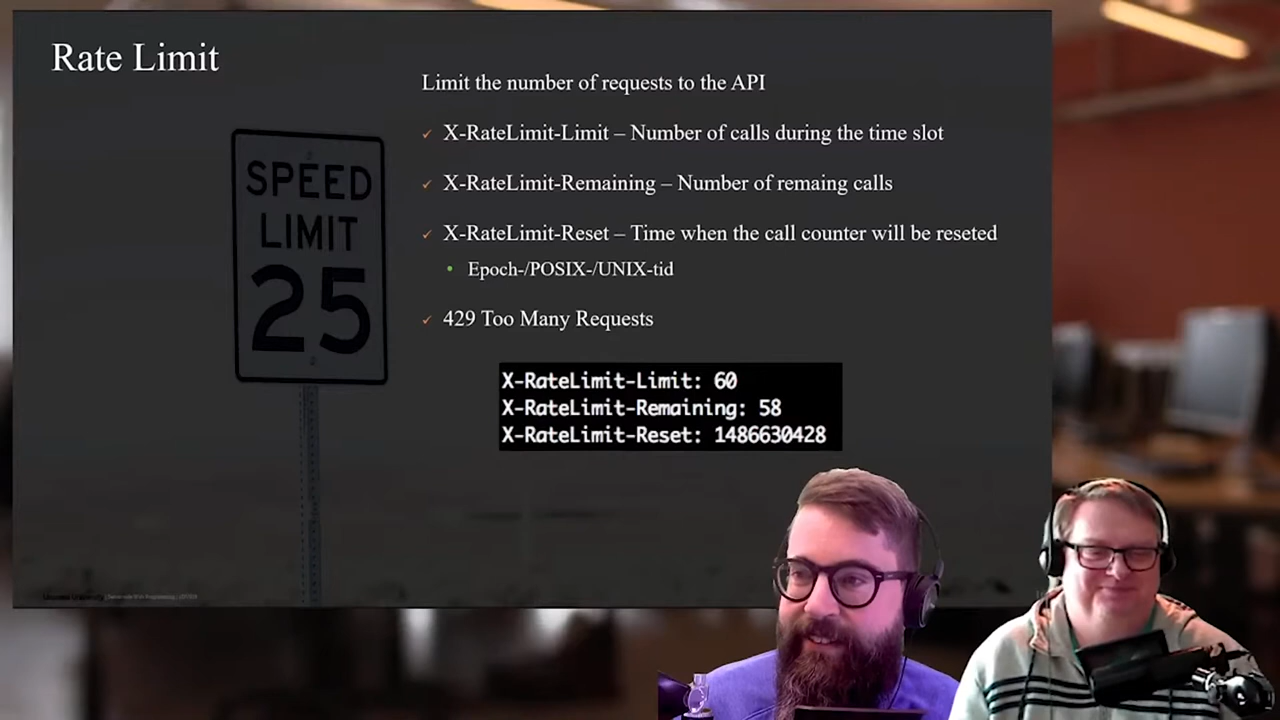 Rate Limit
Limit the number of requests to the API
X-RateLimit-Limit – Number of calls during the time slot
X-RateLimit-Remaining – Number of remaing calls
X-RateLimit-Reset – Time when the call counter will be reseted
Epoch-/POSIX-/UNIX-tid
429 Too Many Requests
X-RateLimit-Limit: 60
X-RateLimit-Remaining: 58
X-RateLimit-Reset: 1486630428
SPEED
LIMIT
25